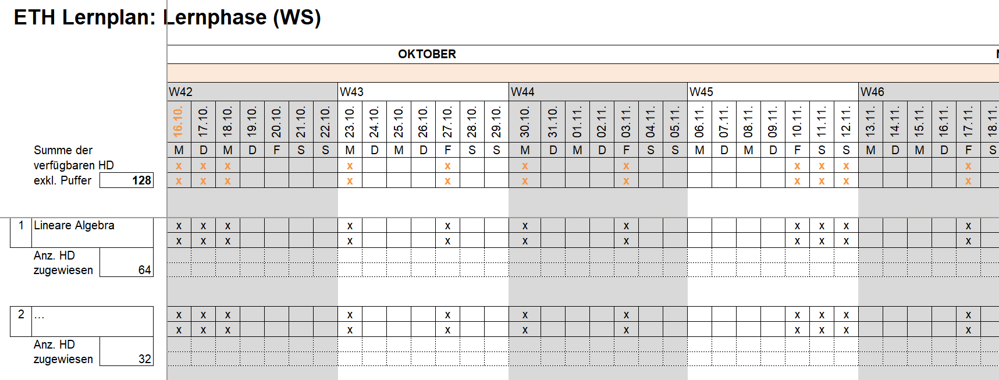 ETH Lernplan: Lernphase (WS)
OKTOBER
W42 W43 W44 W45 W46
16.10. 17.10. 18.10. 19.10. 20.10. 21.10. 22.10. 23.10. 24.10. 25.10. 26.10. 27.10. 28.10. 29.10. 30.10. 31.10. 01.11. 02.11. 03.11. 04.11. 05.11. 06.11. 07.11. 08.11. 09.11. 10.11. 11.11. 12.11. 13.11. 14.11. 15.11. 16.11. 17.11. 18.11.
Summe der M D M D F S S M D M D F S S M D M D F S S M D M D F S S M D M D F S
verfügbaren HD x x x x x x x x x x x
exkl. Puffer 128 x x x x x x x x x x x
1 Lineare Algebra x x x x x x x x x x x
x x x x x x x x x x x
Anz. HD
zugewiesen 64
2 ... x x x x x x x x x x x
x x x x x x x x x x x
Anz. HD
zugewiesen 32